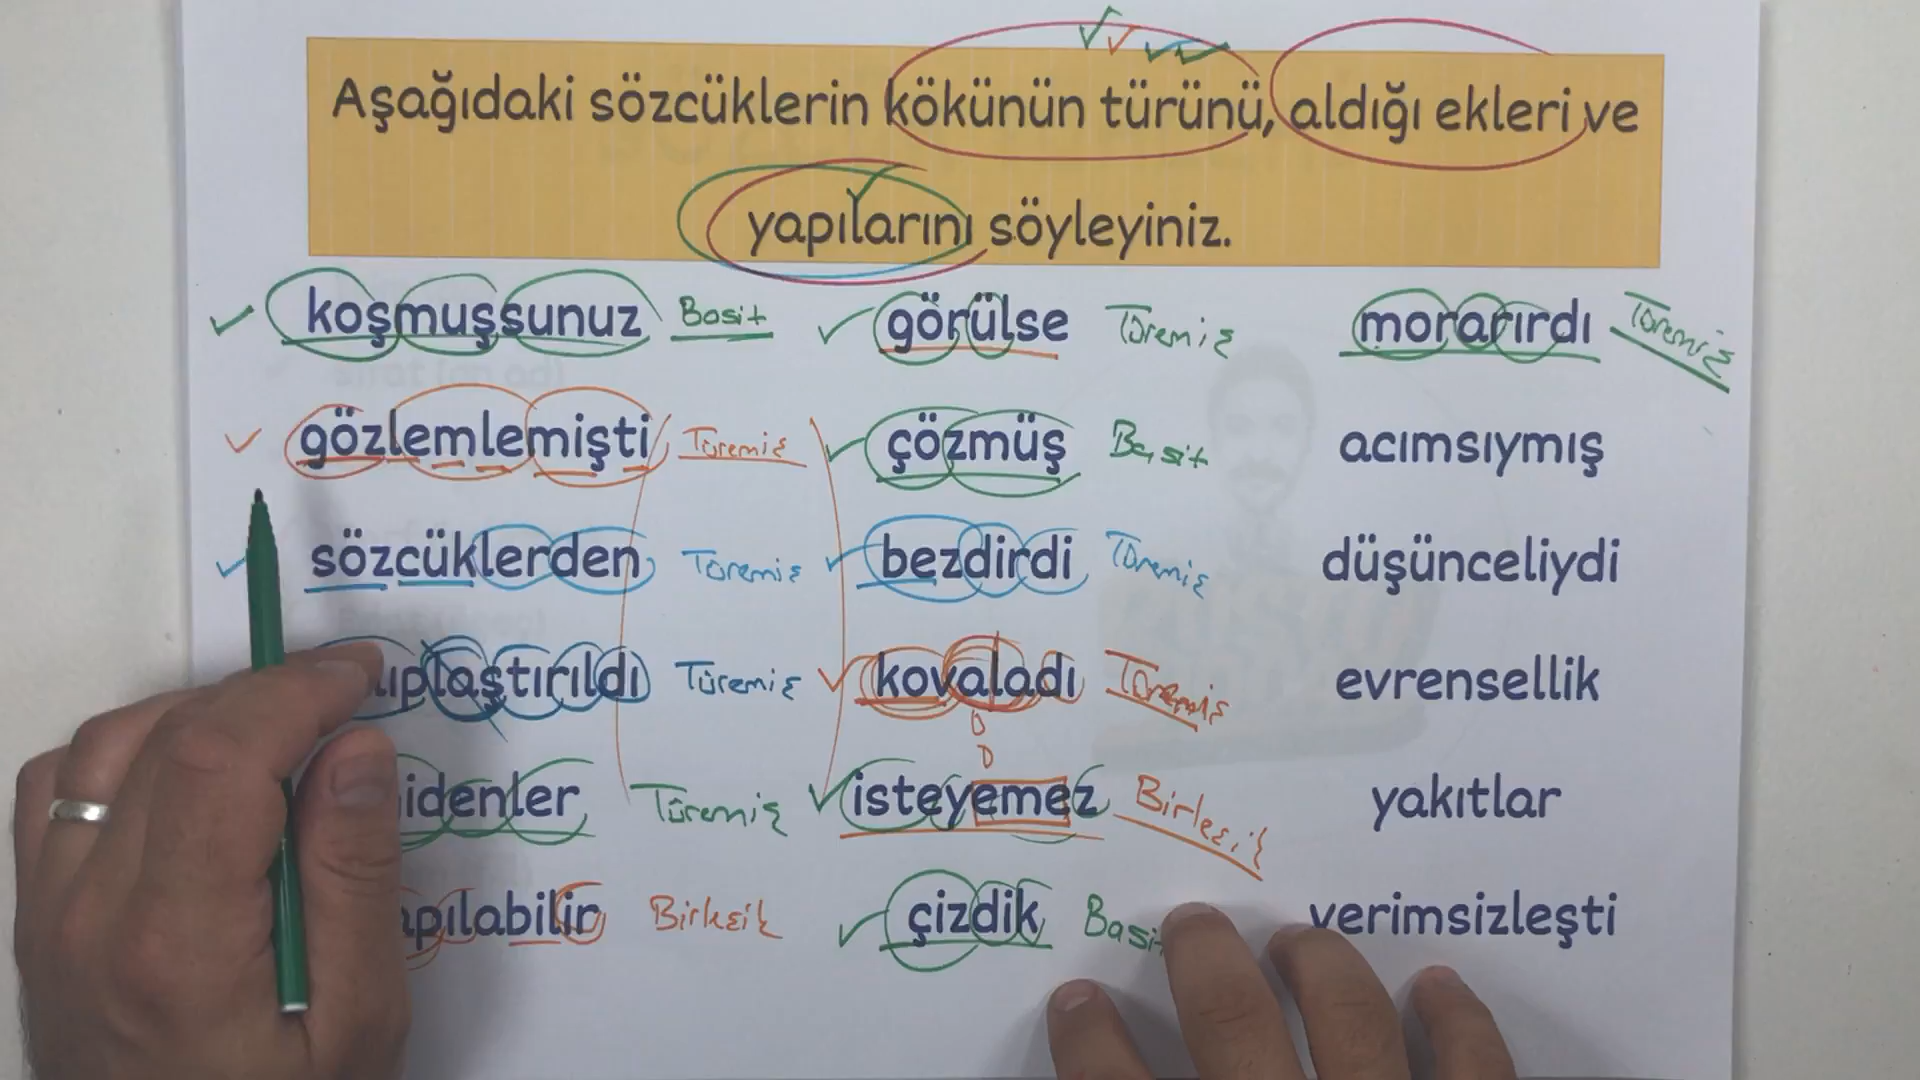 Aşağıdaki sözcüklerin kökünün türünü, aldığı ekleri ve
yapılarını söyleyiniz.
koşmuşsunuz Basit görülse Türemiş morarırdı Türemiş
gözlemlemişti Türemiş çözmüş Basit acımsıymış
sözcüklerden Türemiş bezdirdi Türemiş düşünceliydi
Türemiş kovaladı Türemiş evrensellik
Türemiş isteyemez Birleşik yakıtlar
Birleşik çizdik verimsizleşti